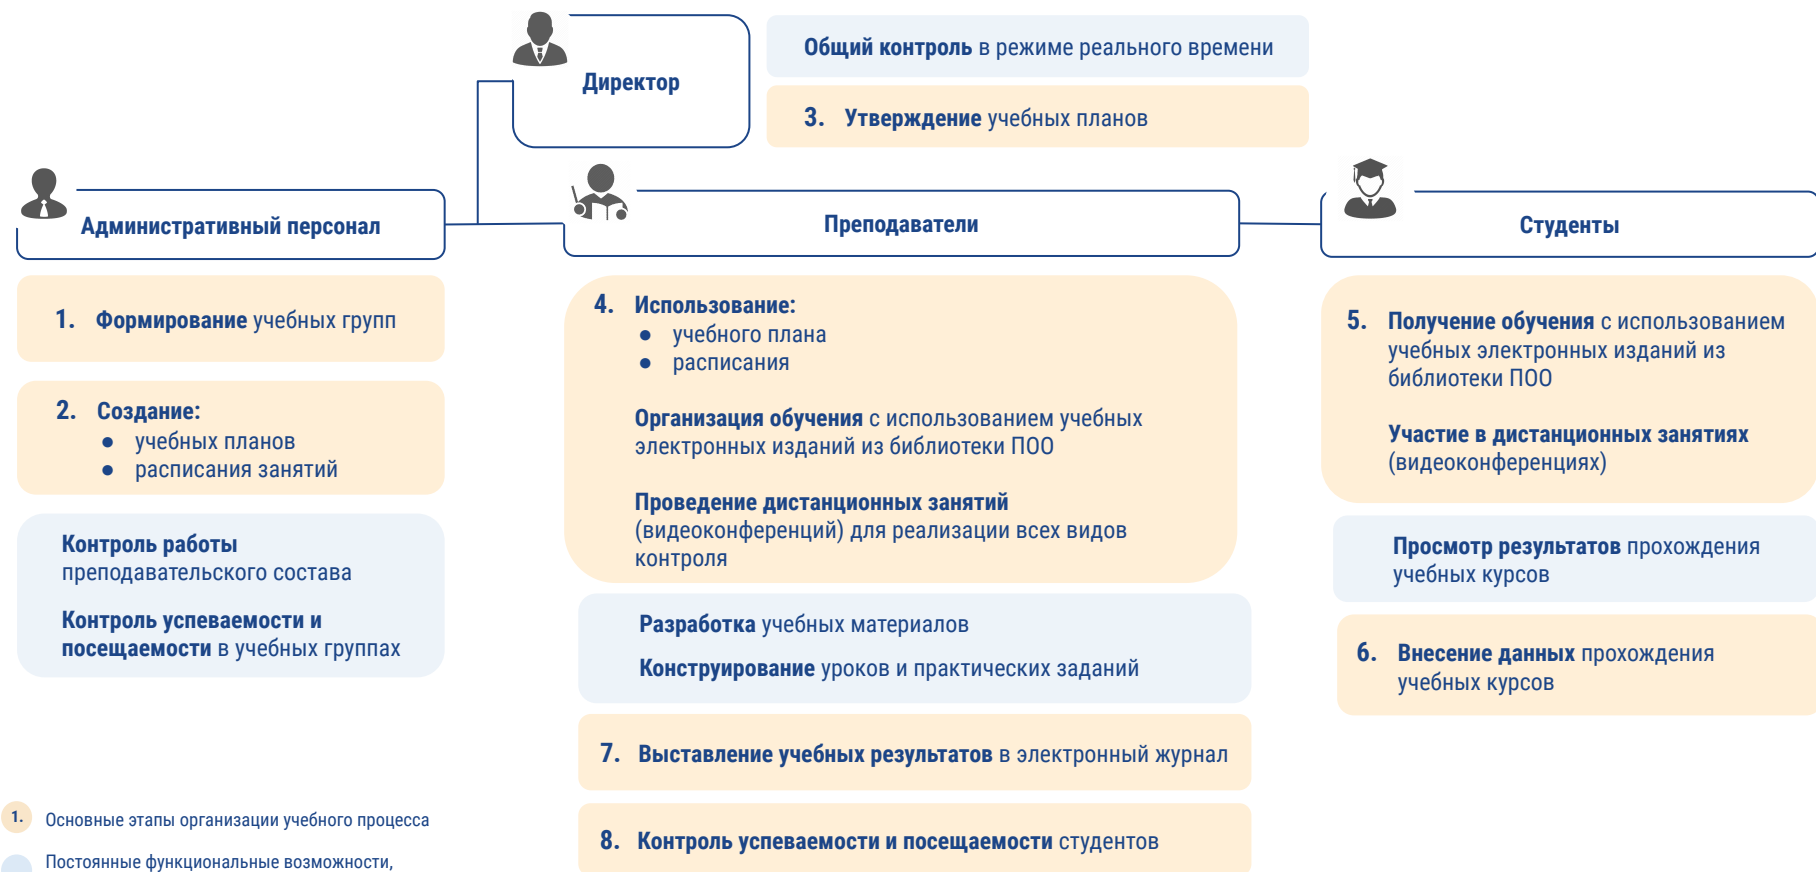 Директор
Общий контроль в режиме реального времени
3. Утверждение учебных планов
Административный персонал
1. Формирование учебных групп
2. Создание:
● учебных планов
● расписания занятий
Контроль работы
преподавательского состава
Контроль успеваемости и
посещаемости в учебных группах
Преподаватели
4. Использование:
● учебного плана
● расписания
Организация обучения с использованием учебных
электронных изданий из библиотеки ПОО
Проведение дистанционных занятий
(видеоконференций) для реализации всех видов
контроля
Разработка учебных материалов
Конструирование уроков и практических заданий
7. Выставление учебных результатов в электронный журнал
8. Контроль успеваемости и посещаемости студентов
Студенты
5. Получение обучения с использованием
учебных электронных изданий из
библиотеки ПОО
Участие в дистанционных занятиях
(видеоконференциях)
Просмотр результатов прохождения
учебных курсов
6. Внесение данных прохождения
учебных курсов
1. Основные этапы организации учебного процесса
Постоянные функциональные возможности,